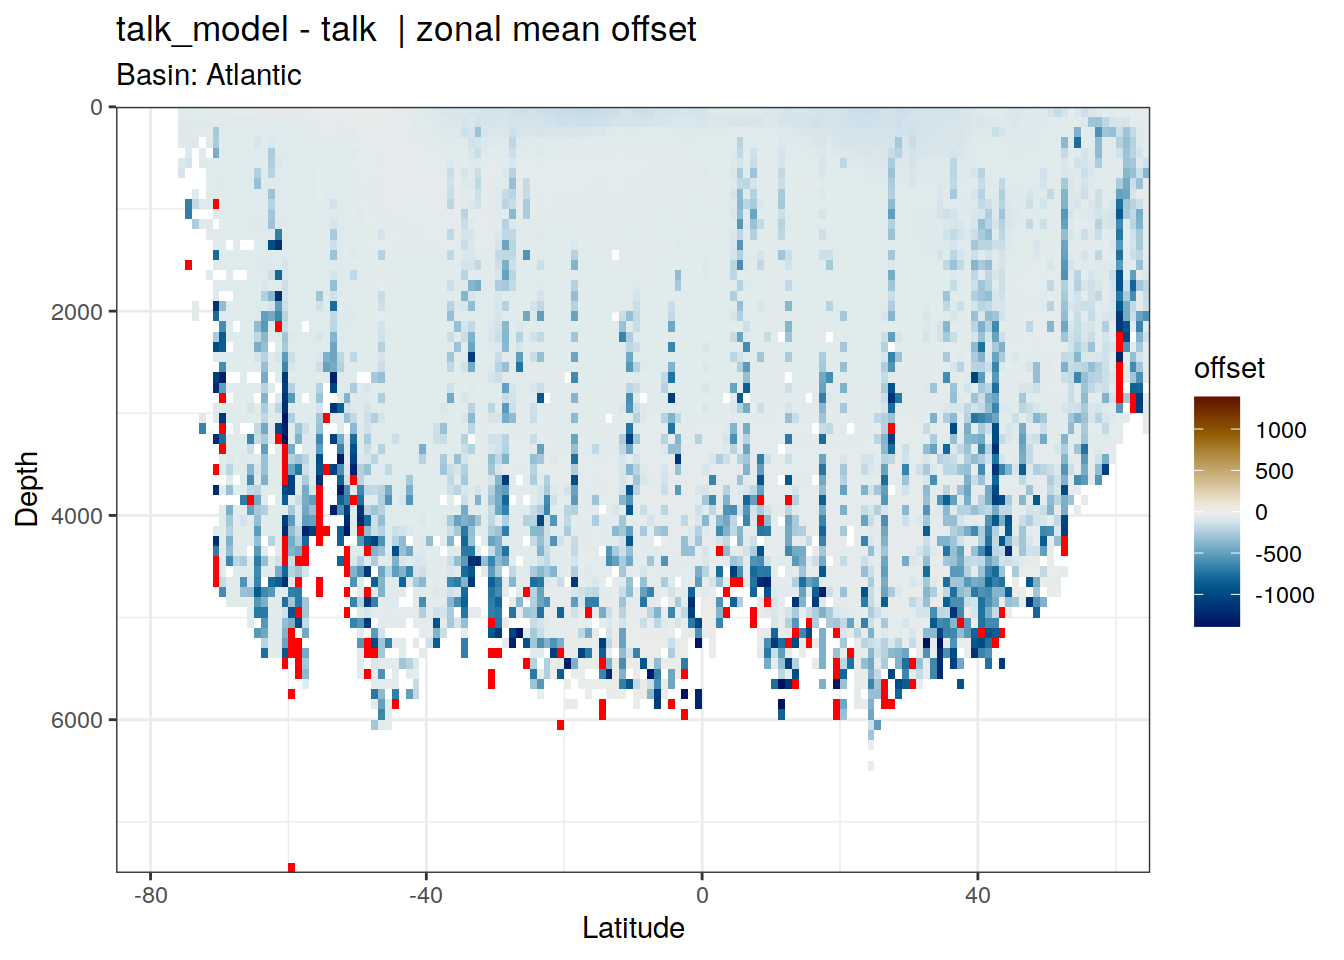 talk_model - talk  | zonal mean offset
Basin: Atlantic
0
2000
4000
6000
Depth
-80
-40
0
40
Latitude
offset
1000
500
0
-500
-1000